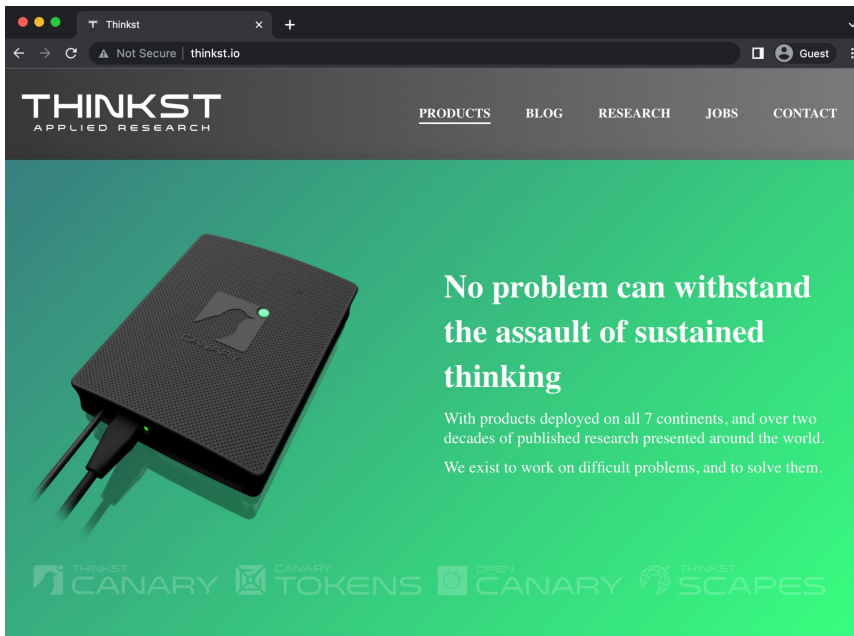 Thinkst
Not Secure | thinkst.io
Guest
THINKST
APPLIED RESEARCH
PRODUCTS BLOG RESEARCH JOBS CONTACT
CANARY
No problem can withstand
the assault of sustained
thinking
With products deployed on all 7 continents, and over two
decades of published research presented around the world.
We exist to work on difficult problems, and to solve them.
THINKST
CANARY
CANARY
TOKENS
OPEN
CANARY
THINKST
SCAPES